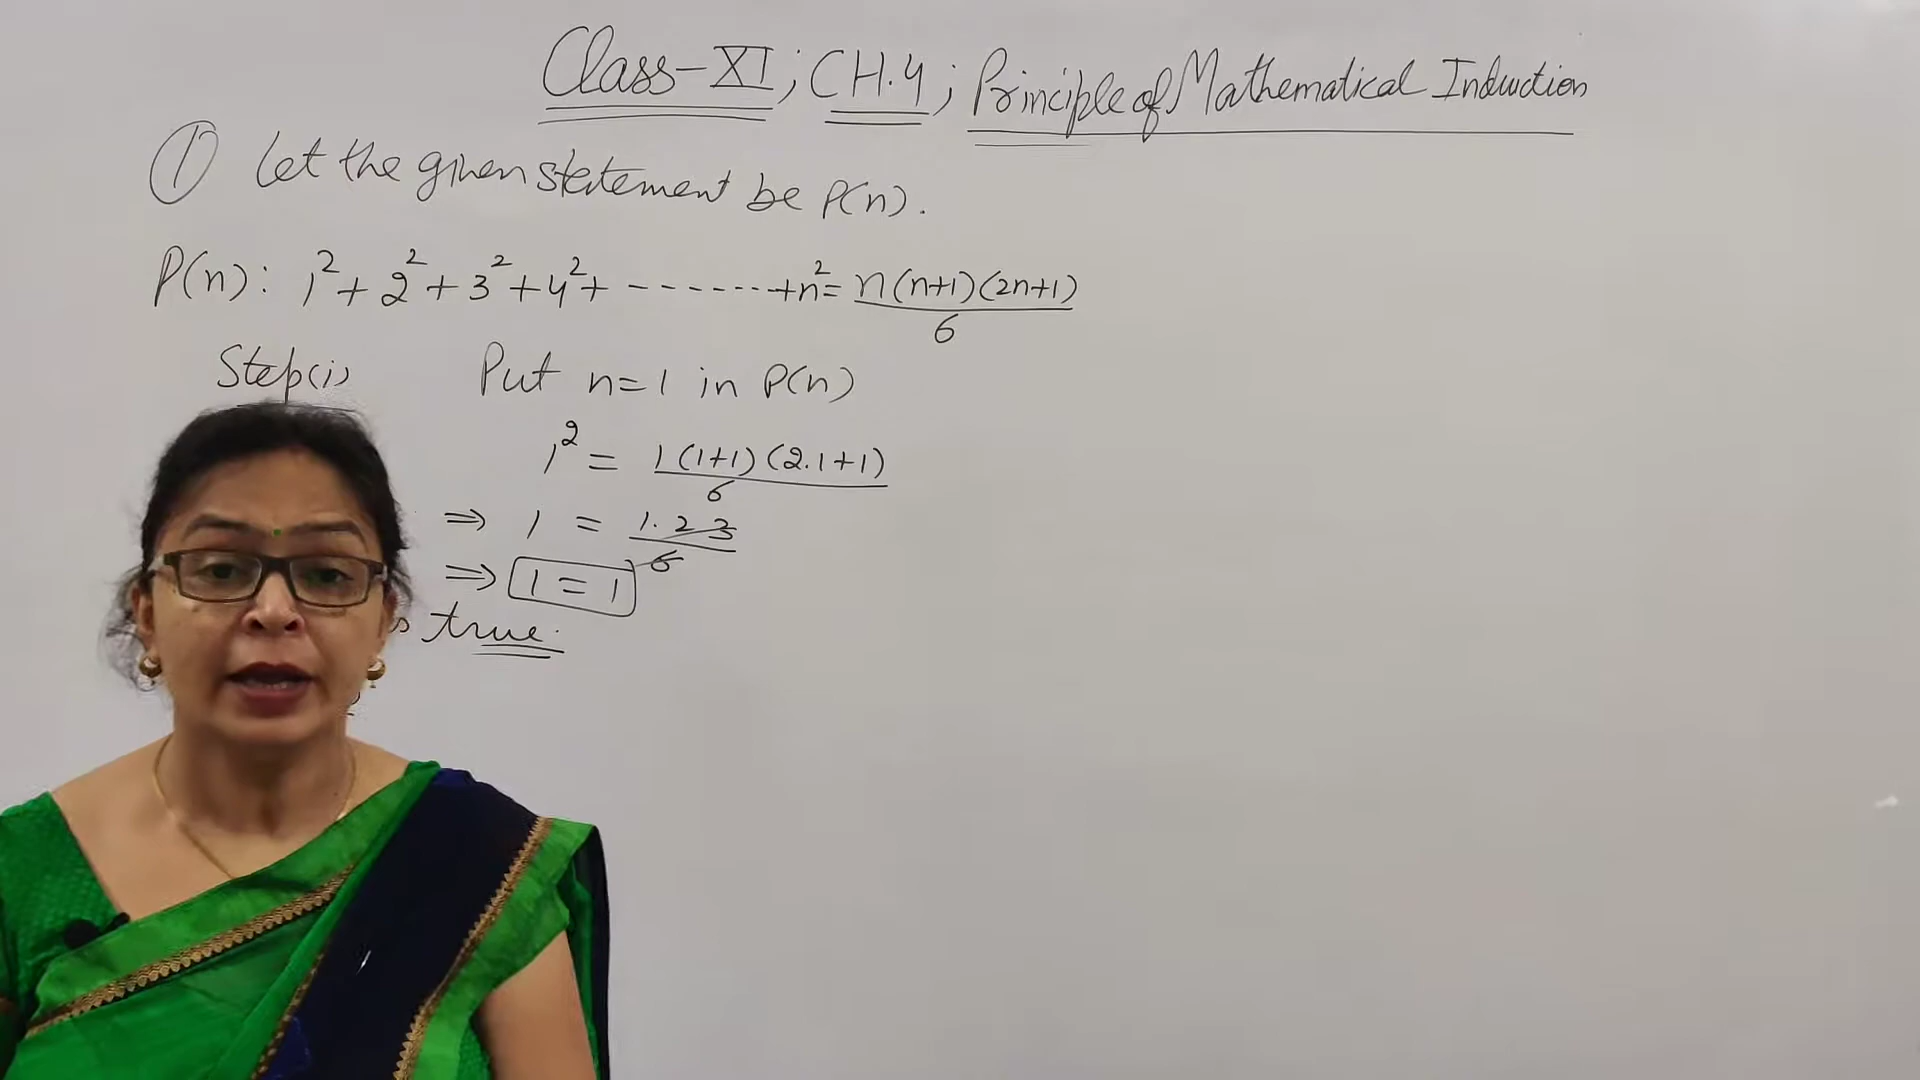 Class-XI; CH.4; Principle of Mathematical Induction
① Let the given statement be P(n).
P(n): 1² + 2² + 3² + 4² + - - - - - - - +n² = n(n+1)(2n+1)/6
Step(i) Put n=1 in P(n)
1² = 1(1+1)(2.1+1)/6
⇒ 1 = 1.2 3/6
⇒ 1 = 1
true.